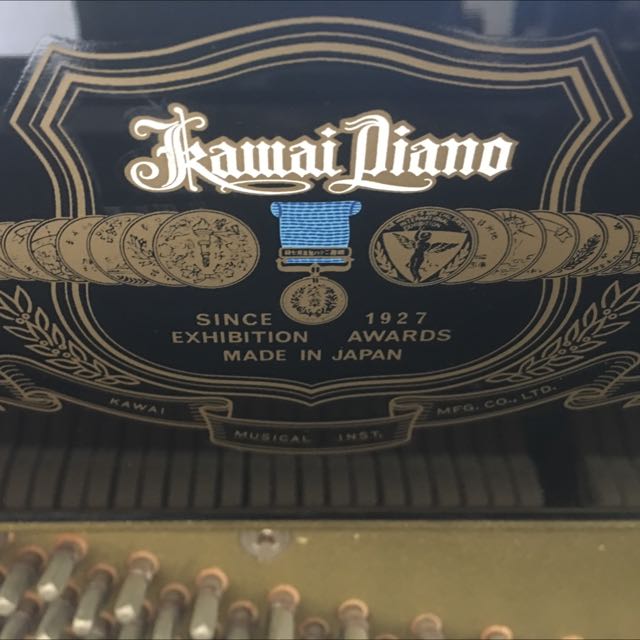 Kawai Piano
SINCE 1927
EXHIBITION AWARDS
MADE IN JAPAN
KAWAI MUSICAL INST. MFG. CO., LTD.